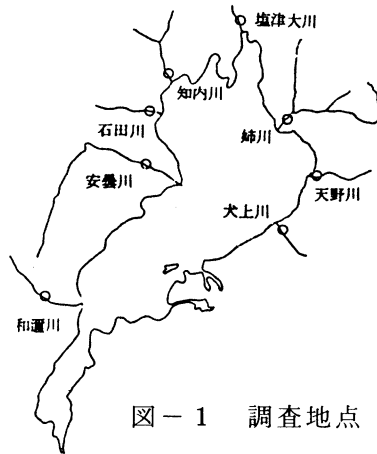 塩津大川
知内川
石田川
姉川
安曇川
天野川
犬上川
和邇川
図－1 調査地点